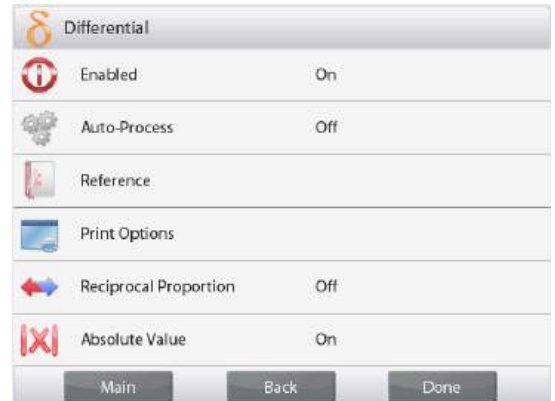 δ Differential
Enabled On
Auto-Process Off
Reference
Print Options
Reciprocal Proportion Off
|X| Absolute Value On
Main Back Done